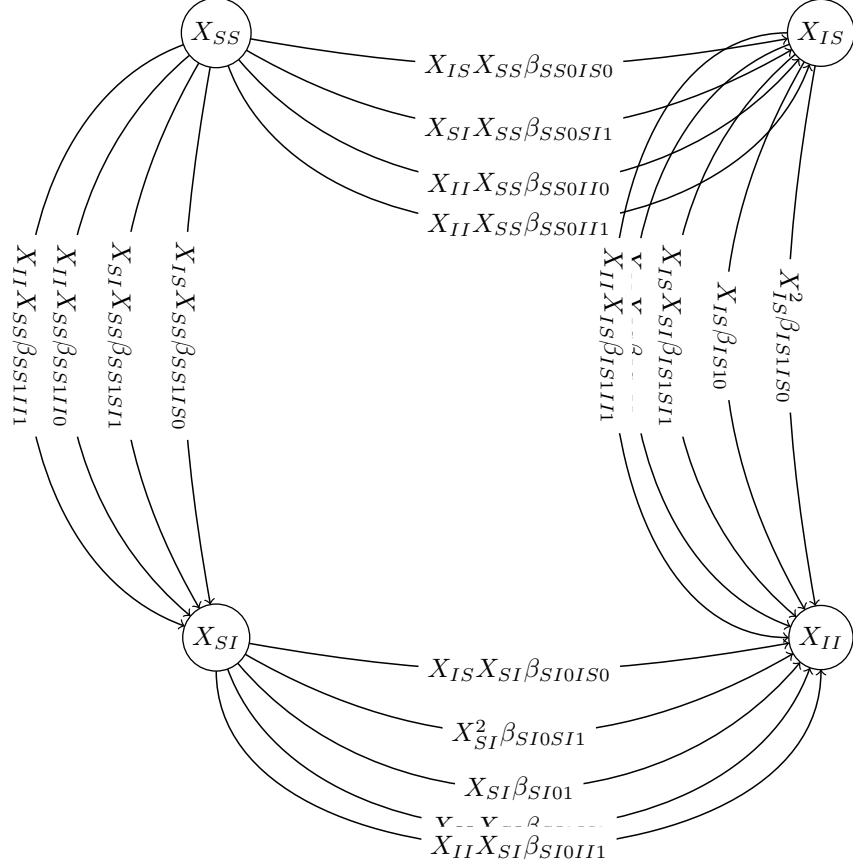 X_{SS}
X_{IS}
X_{IS}X_{SS}β_{SS0IS0}
X_{SI}X_{SS}β_{SS0SI1}
X_{II}X_{SS}β_{SS0II0}
X_{II}X_{SS}β_{SS0II1}
X_{II}X_{SS}β_{SS1II1}
X_{II}X_{SS}β_{SS1II0}
X_{SI}X_{SS}β_{SS1SI1}
X_{IS}X_{SS}β_{SS1IS0}
X_{II}X_{IS}β_{IS1II1}
X_{IS}X_{SI}β_{IS1SI1}
X_{IS}β_{IS10}
X_{IS}^2β_{IS1IS0}
X_{SI}
X_{II}
X_{IS}X_{SI}β_{SI0IS0}
X_{SI}^2β_{SI0SI1}
X_{SI}β_{SI01}
X_{II}X_{SI}β_{SI0II1}